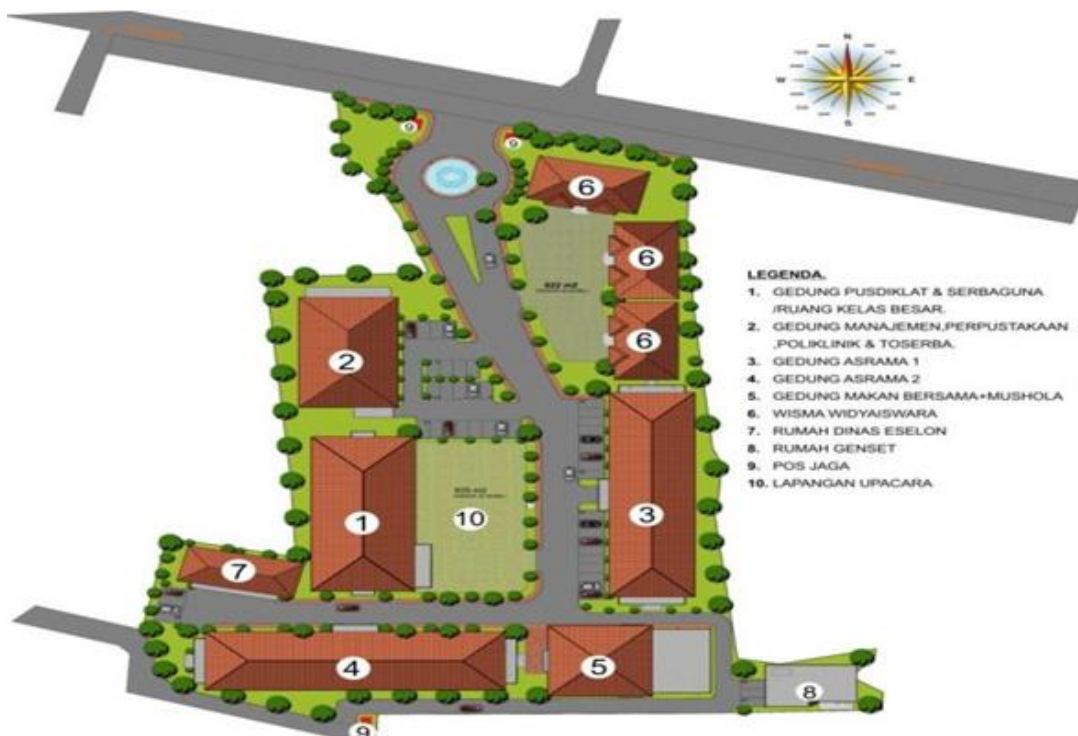 N
W
E
S
9
9
6
6
922 m2
6
2
LEGENDA.
1. GEDUNG PUSDIKLAT & SERBAGUNA
/RUANG KELAS BESAR.
2. GEDUNG MANAJEMEN,PERPUSTAKAAN
,POLIKLINIK & TOSERBA.
3. GEDUNG ASRAMA 1
4. GEDUNG ASRAMA 2
5. GEDUNG MAKAN BERSAMA+MUSHOLA
6. WISMA WIDYAISWARA
7. RUMAH DINAS ESELON
8. RUMAH GENSET
9. POS JAGA
10. LAPANGAN UPACARA
1
10
3
7
4
5
8
9